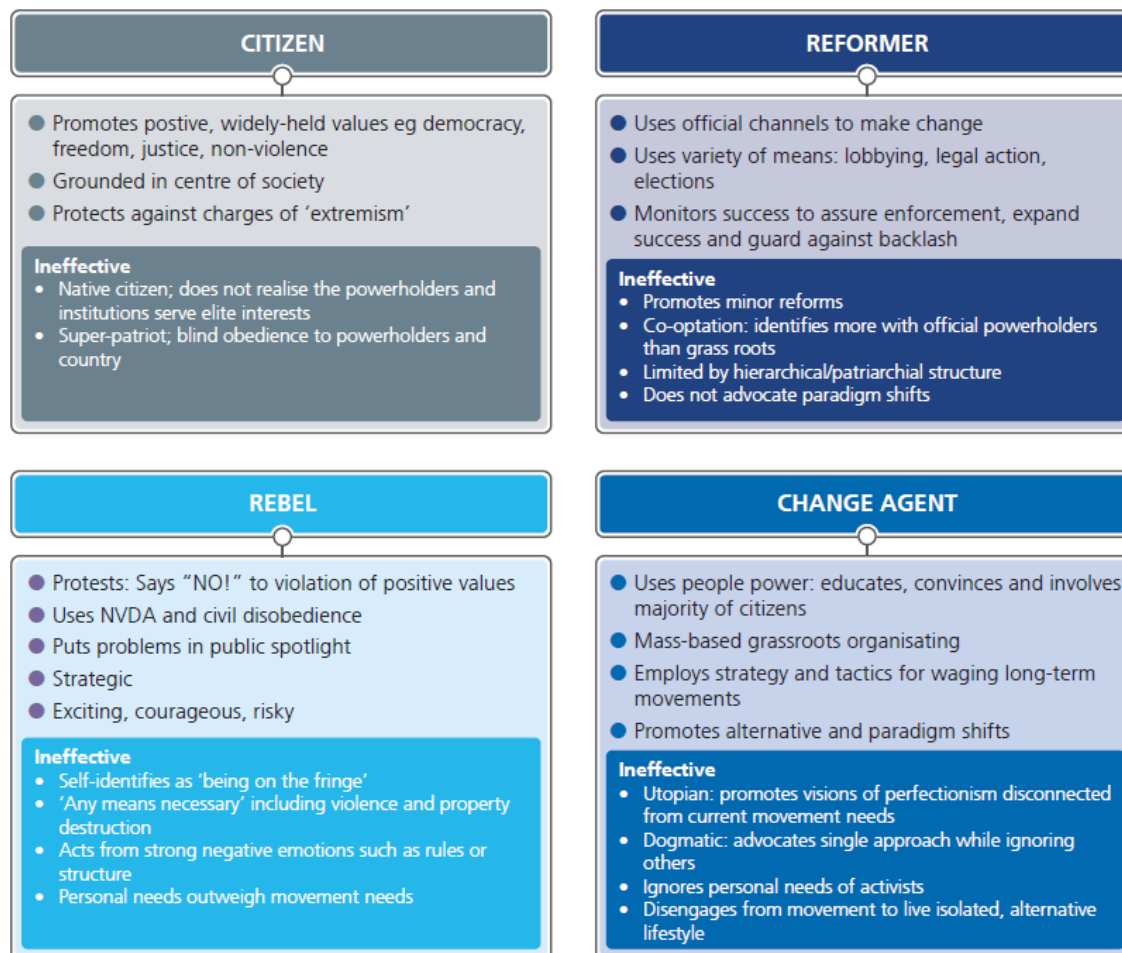 CITIZEN
● Promotes postive, widely-held values eg democracy,
freedom, justice, non-violence
● Grounded in centre of society
● Protects against charges of ‘extremism’
Ineffective
• Native citizen; does not realise the powerholders and
institutions serve elite interests
• Super-patriot; blind obedience to powerholders and
country
REFORMER
● Uses official channels to make change
● Uses variety of means: lobbying, legal action,
elections
● Monitors success to assure enforcement, expand
success and guard against backlash
Ineffective
• Promotes minor reforms
• Co-optation: identifies more with official powerholders
than grass roots
• Limited by hierarchical/patriarchial structure
• Does not advocate paradigm shifts
REBEL
● Protests: Says “NO!” to violation of positive values
● Uses NVDA and civil disobedience
● Puts problems in public spotlight
● Strategic
● Exciting, courageous, risky
Ineffective
• Self-identifies as ‘being on the fringe’
• ‘Any means necessary’ including violence and property
destruction
• Acts from strong negative emotions such as rules or
structure
• Personal needs outweigh movement needs
CHANGE AGENT
● Uses people power: educates, convinces and involves
majority of citizens
● Mass-based grassroots organisating
● Employs strategy and tactics for waging long-term
movements
● Promotes alternative and paradigm shifts
Ineffective
• Utopian: promotes visions of perfectionism disconnected
from current movement needs
• Dogmatic: advocates single approach while ignoring
others
• Ignores personal needs of activists
• Disengages from movement to live isolated, alternative
lifestyle